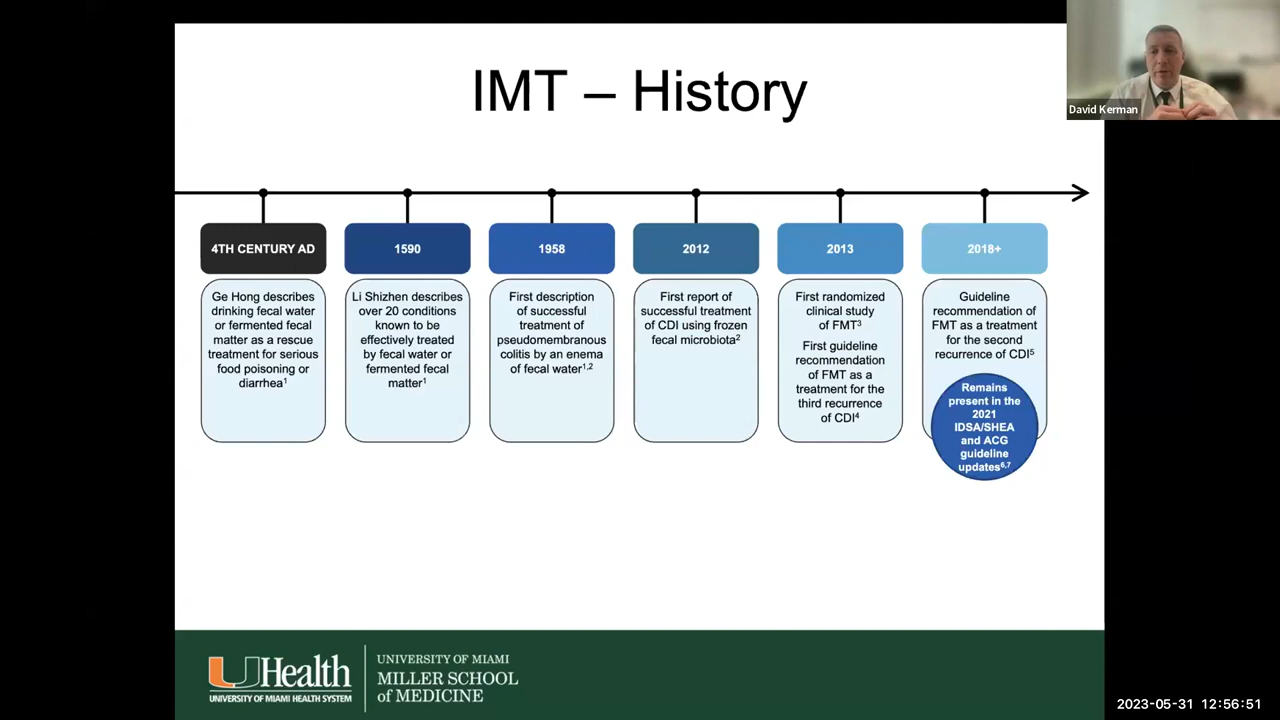 IMT – History
David Kerman
4TH CENTURY AD
Ge Hong describes
drinking fecal water
or fermented fecal
matter as a rescue
treatment for serious
food poisoning or
diarrhea¹
1590
Li Shizhen describes
over 20 conditions
known to be
effectively treated
by fecal water or
fermented fecal
matter¹
1958
First description
of successful
treatment of
pseudomembranous
colitis by an enema
of fecal water¹,²
2012
First report of
successful treatment
of CDI using frozen
fecal microbiota²
2013
First randomized
clinical study
of FMT³
First guideline
recommendation
of FMT as a
treatment for the
third recurrence
of CDI⁴
2018+
Guideline
recommendation of
FMT as a treatment
for the second
recurrence of CDI⁵
Remains
present in the
2021
IDSA/SHEA
and ACG
guideline
updates⁶,⁷
UHealth
UNIVERSITY OF MIAMI HEALTH SYSTEM
UNIVERSITY OF MIAMI
MILLER SCHOOL
of MEDICINE
2023-05-31 12:56:51